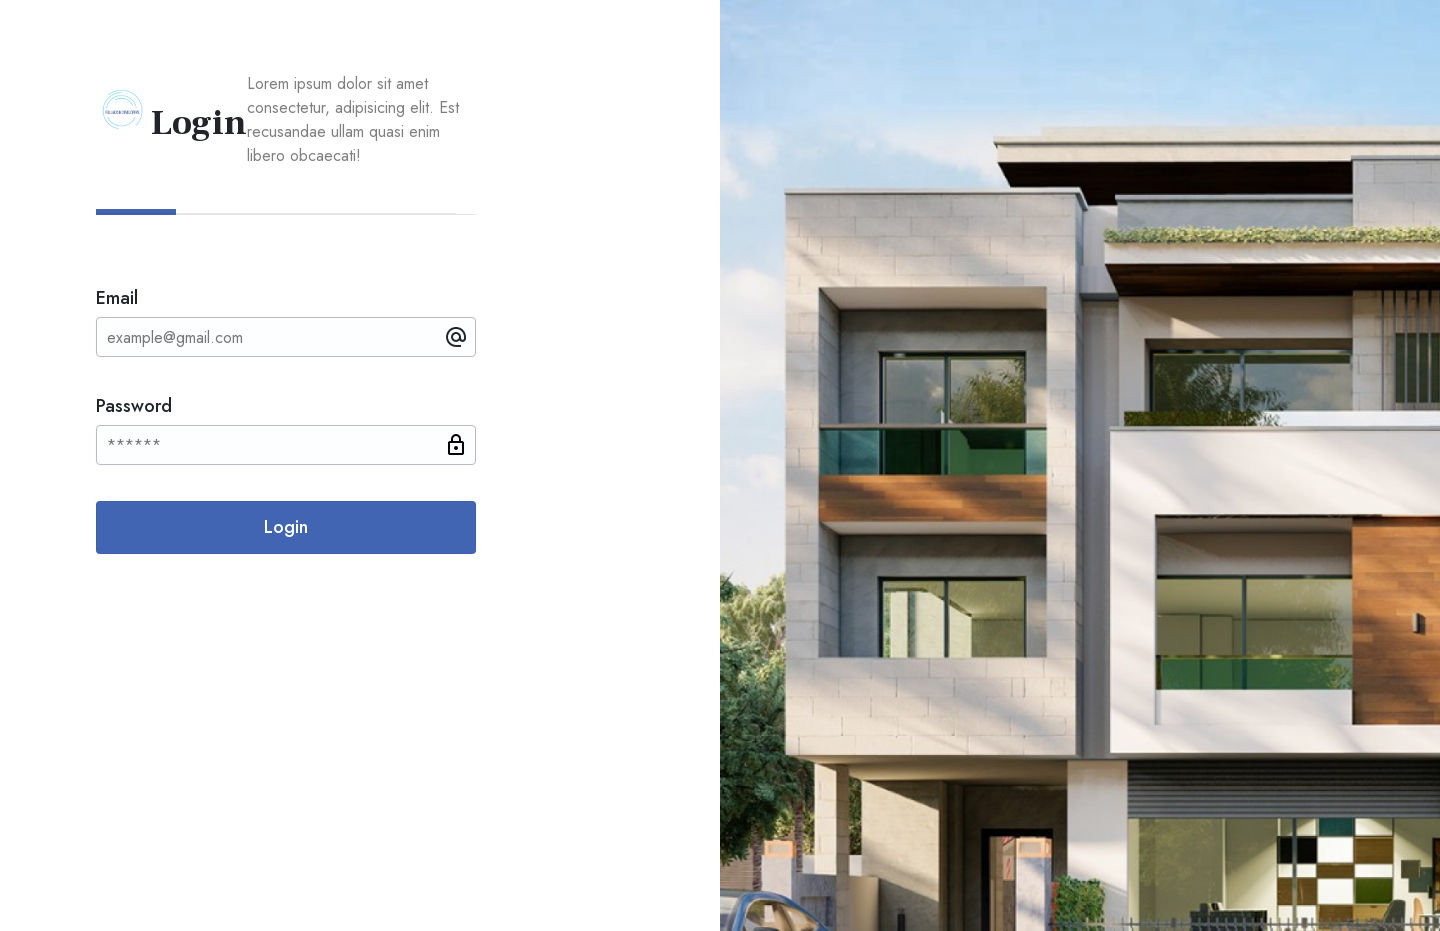 Login
Lorem ipsum dolor sit amet
consectetur, adipisicing elit. Est
recusandae ullam quasi enim
libero obcaecati!
Email
example@gmail.com
Password
******
Login